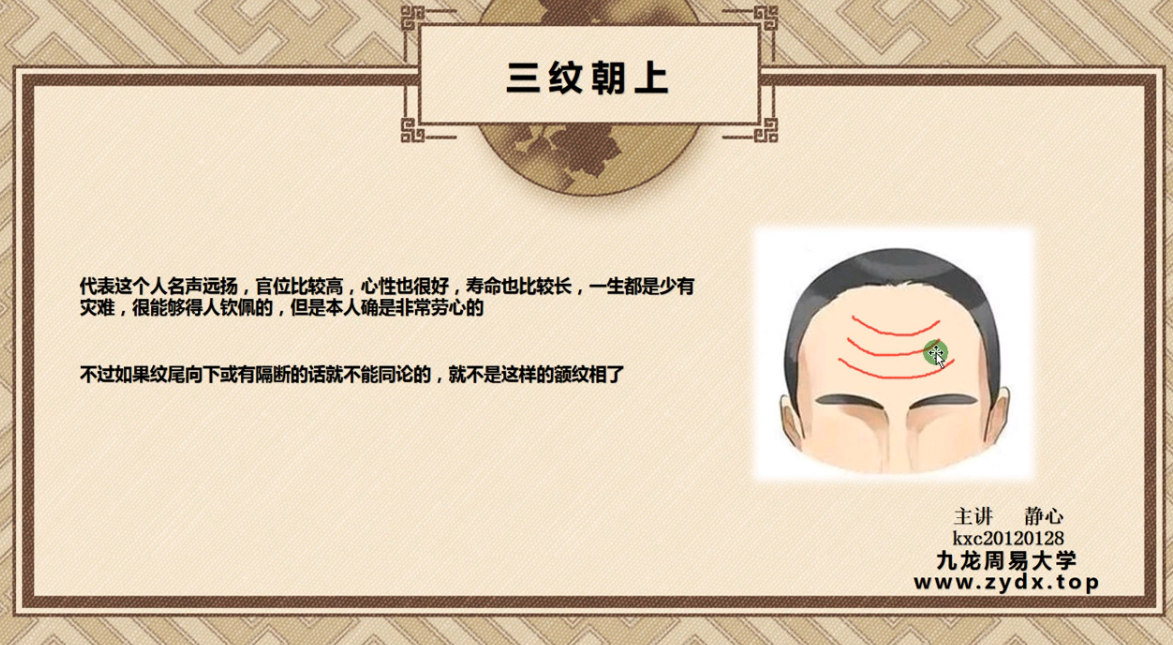 三纹朝上
代表这个人名声远扬，官位比较高，心性也很好，寿命也比较长，一生都是少有
灾难，很能够得人钦佩的，但是本人确是非常劳心的
不过如果纹尾向下或有隔断的话就不能同论的，就不是这样的额纹相了
主讲 静心
kxc20120128
九龙周易大学
www.zydx.top